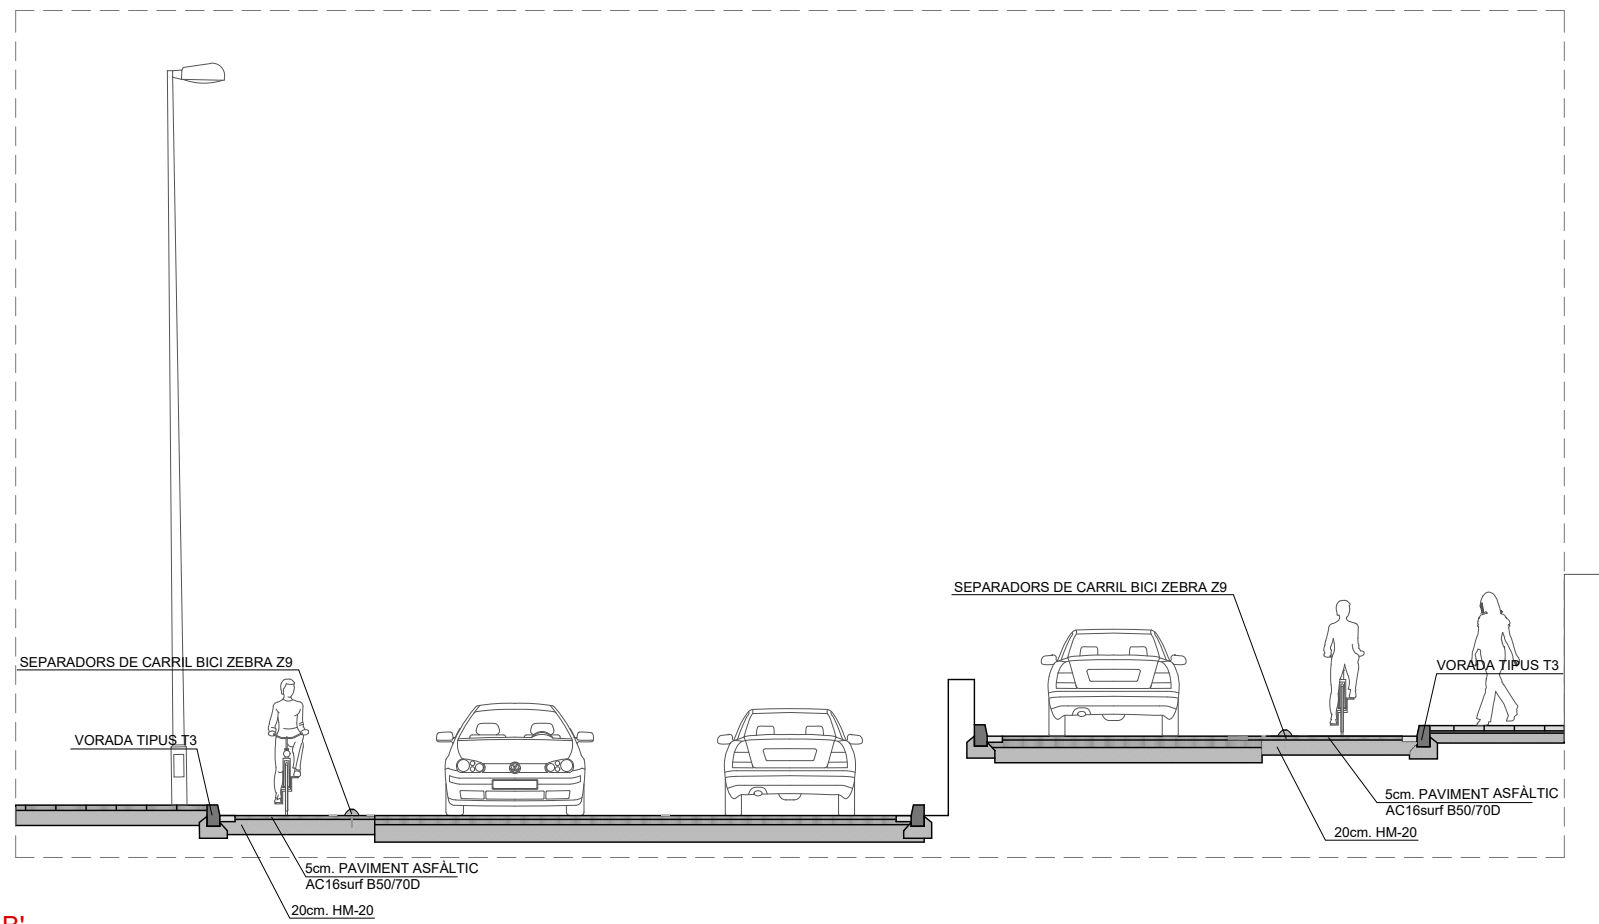 SEPARADORS DE CARRIL BICI ZEBRA Z9
SEPARADORS DE CARRIL BICI ZEBRA Z9
VORADA TIPUS T3
VORADA TIPUS T3
5cm. PAVIMENT ASFÀLTIC
AC16surf B50/70D
20cm. HM-20
5cm. PAVIMENT ASFÀLTIC
AC16surf B50/70D
20cm. HM-20